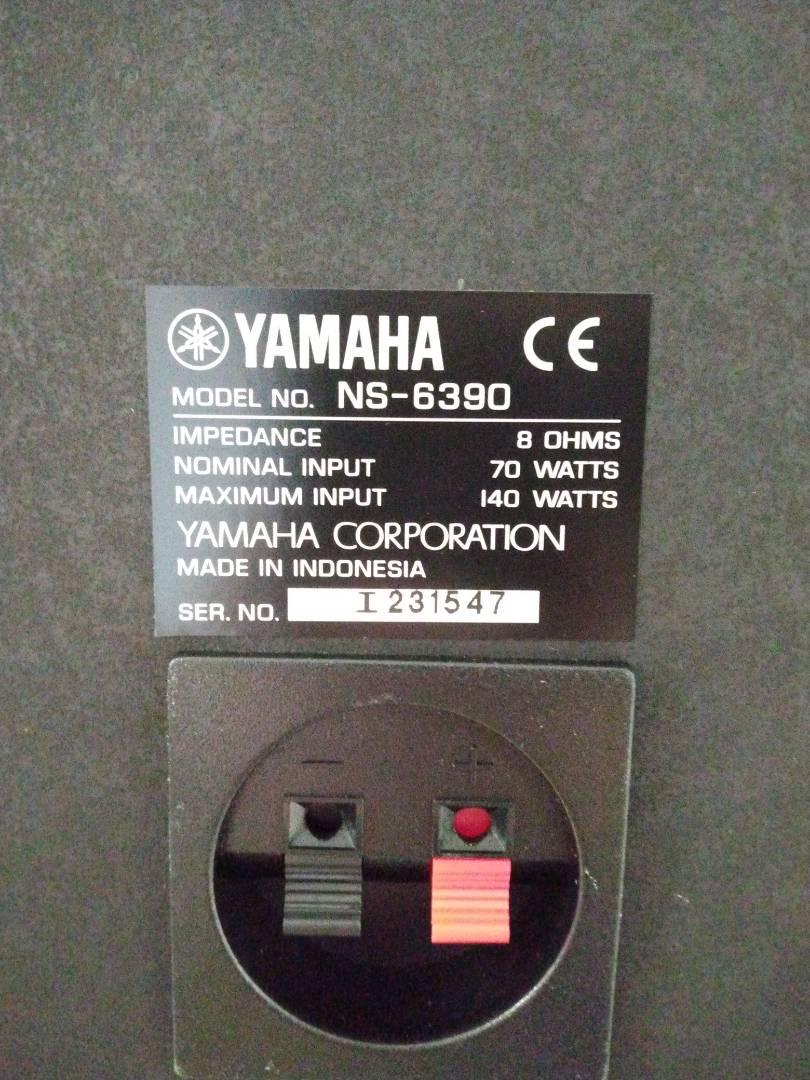 YAMAHA CE
MODEL NO. NS-6390
IMPEDANCE 8 OHMS
NOMINAL INPUT 70 WATTS
MAXIMUM INPUT 140 WATTS
YAMAHA CORPORATION
MADE IN INDONESIA
SER. NO. I 231547
− +